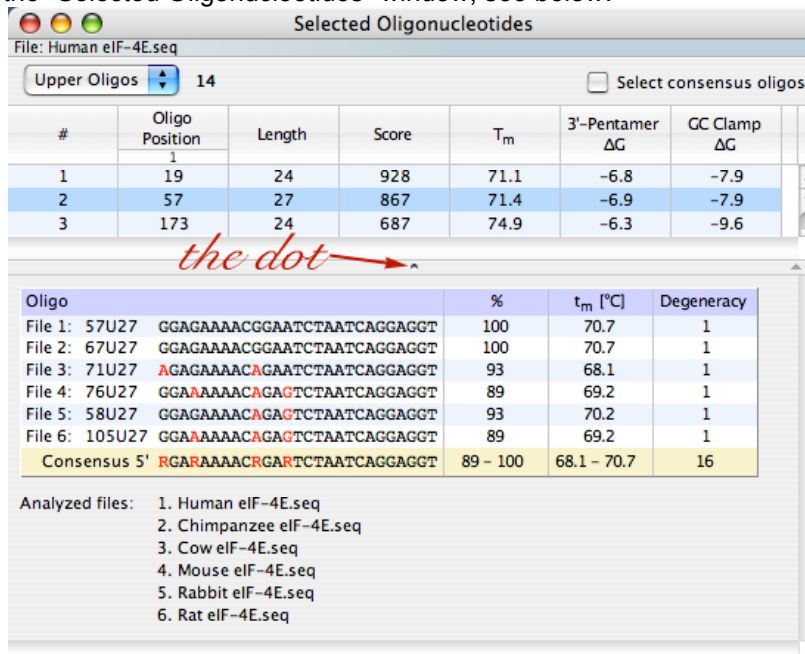 the "Selected Oligonucleotides" window, see below:
Selected Oligonucleotides
File: Human eIF-4E.seq
Upper Oligos 14 Select consensus oligos
# Oligo Position Length Score Tm 3'-Pentamer ΔG GC Clamp ΔG
1
1 19 24 928 71.1 -6.8 -7.9
2 57 27 867 71.4 -6.9 -7.9
3 173 24 687 74.9 -6.3 -9.6
the dot
Oligo % tm [°C] Degeneracy
File 1: 57U27 GGAGAAAACGGAATCTAATCAGGAGGT 100 70.7 1
File 2: 67U27 GGAGAAAACGGAATCTAATCAGGAGGT 100 70.7 1
File 3: 71U27 AGAGAAAACAGAATCTAATCAGGAGGT 93 68.1 1
File 4: 76U27 GGAAAAAACAGAGTCTAATCAGGAGGT 89 69.2 1
File 5: 58U27 GGAGAAAACAGAGTCTAATCAGGAGGT 93 70.2 1
File 6: 105U27 GGAAAAAACAGAGTCTAATCAGGAGGT 89 69.2 1
Consensus 5' RGARAAAACRGARTCTAATCAGGAGGT 89 – 100 68.1 – 70.7 16
Analyzed files: 1. Human eIF-4E.seq
2. Chimpanzee eIF-4E.seq
3. Cow eIF-4E.seq
4. Mouse eIF-4E.seq
5. Rabbit eIF-4E.seq
6. Rat eIF-4E.seq